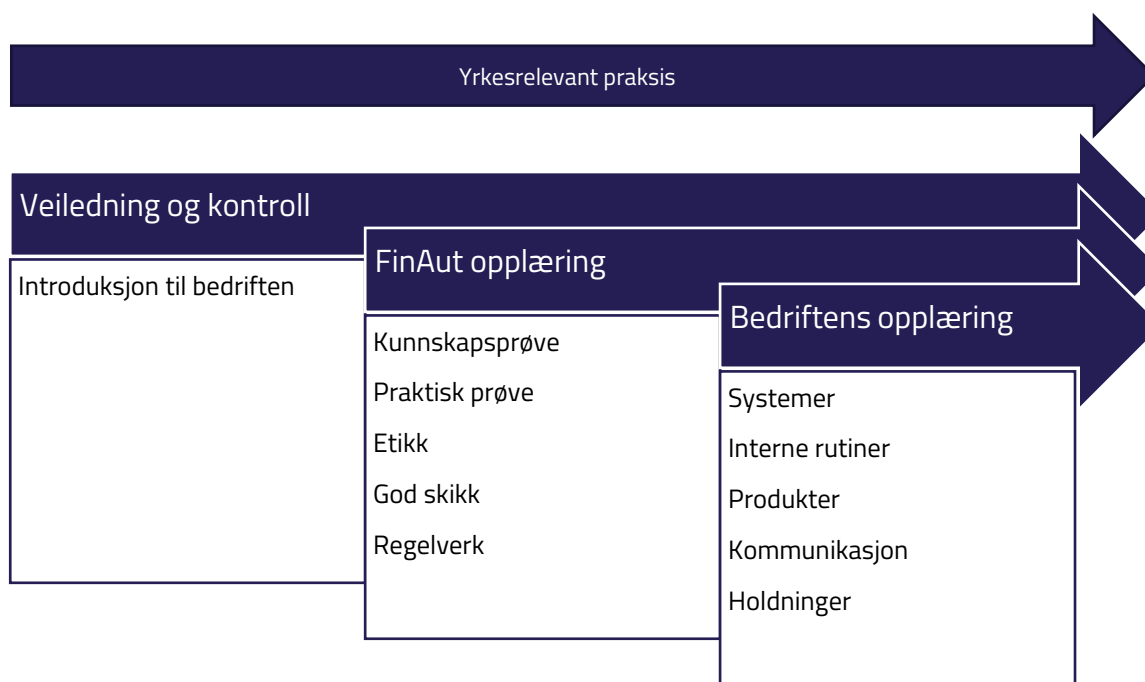 Yrkesrelevant praksis
Veiledning og kontroll
Introduksjon til bedriften
FinAut opplæring
Kunnskapsprøve
Praktisk prøve
Etikk
God skikk
Regelverk
Bedriftens opplæring
Systemer
Interne rutiner
Produkter
Kommunikasjon
Holdninger